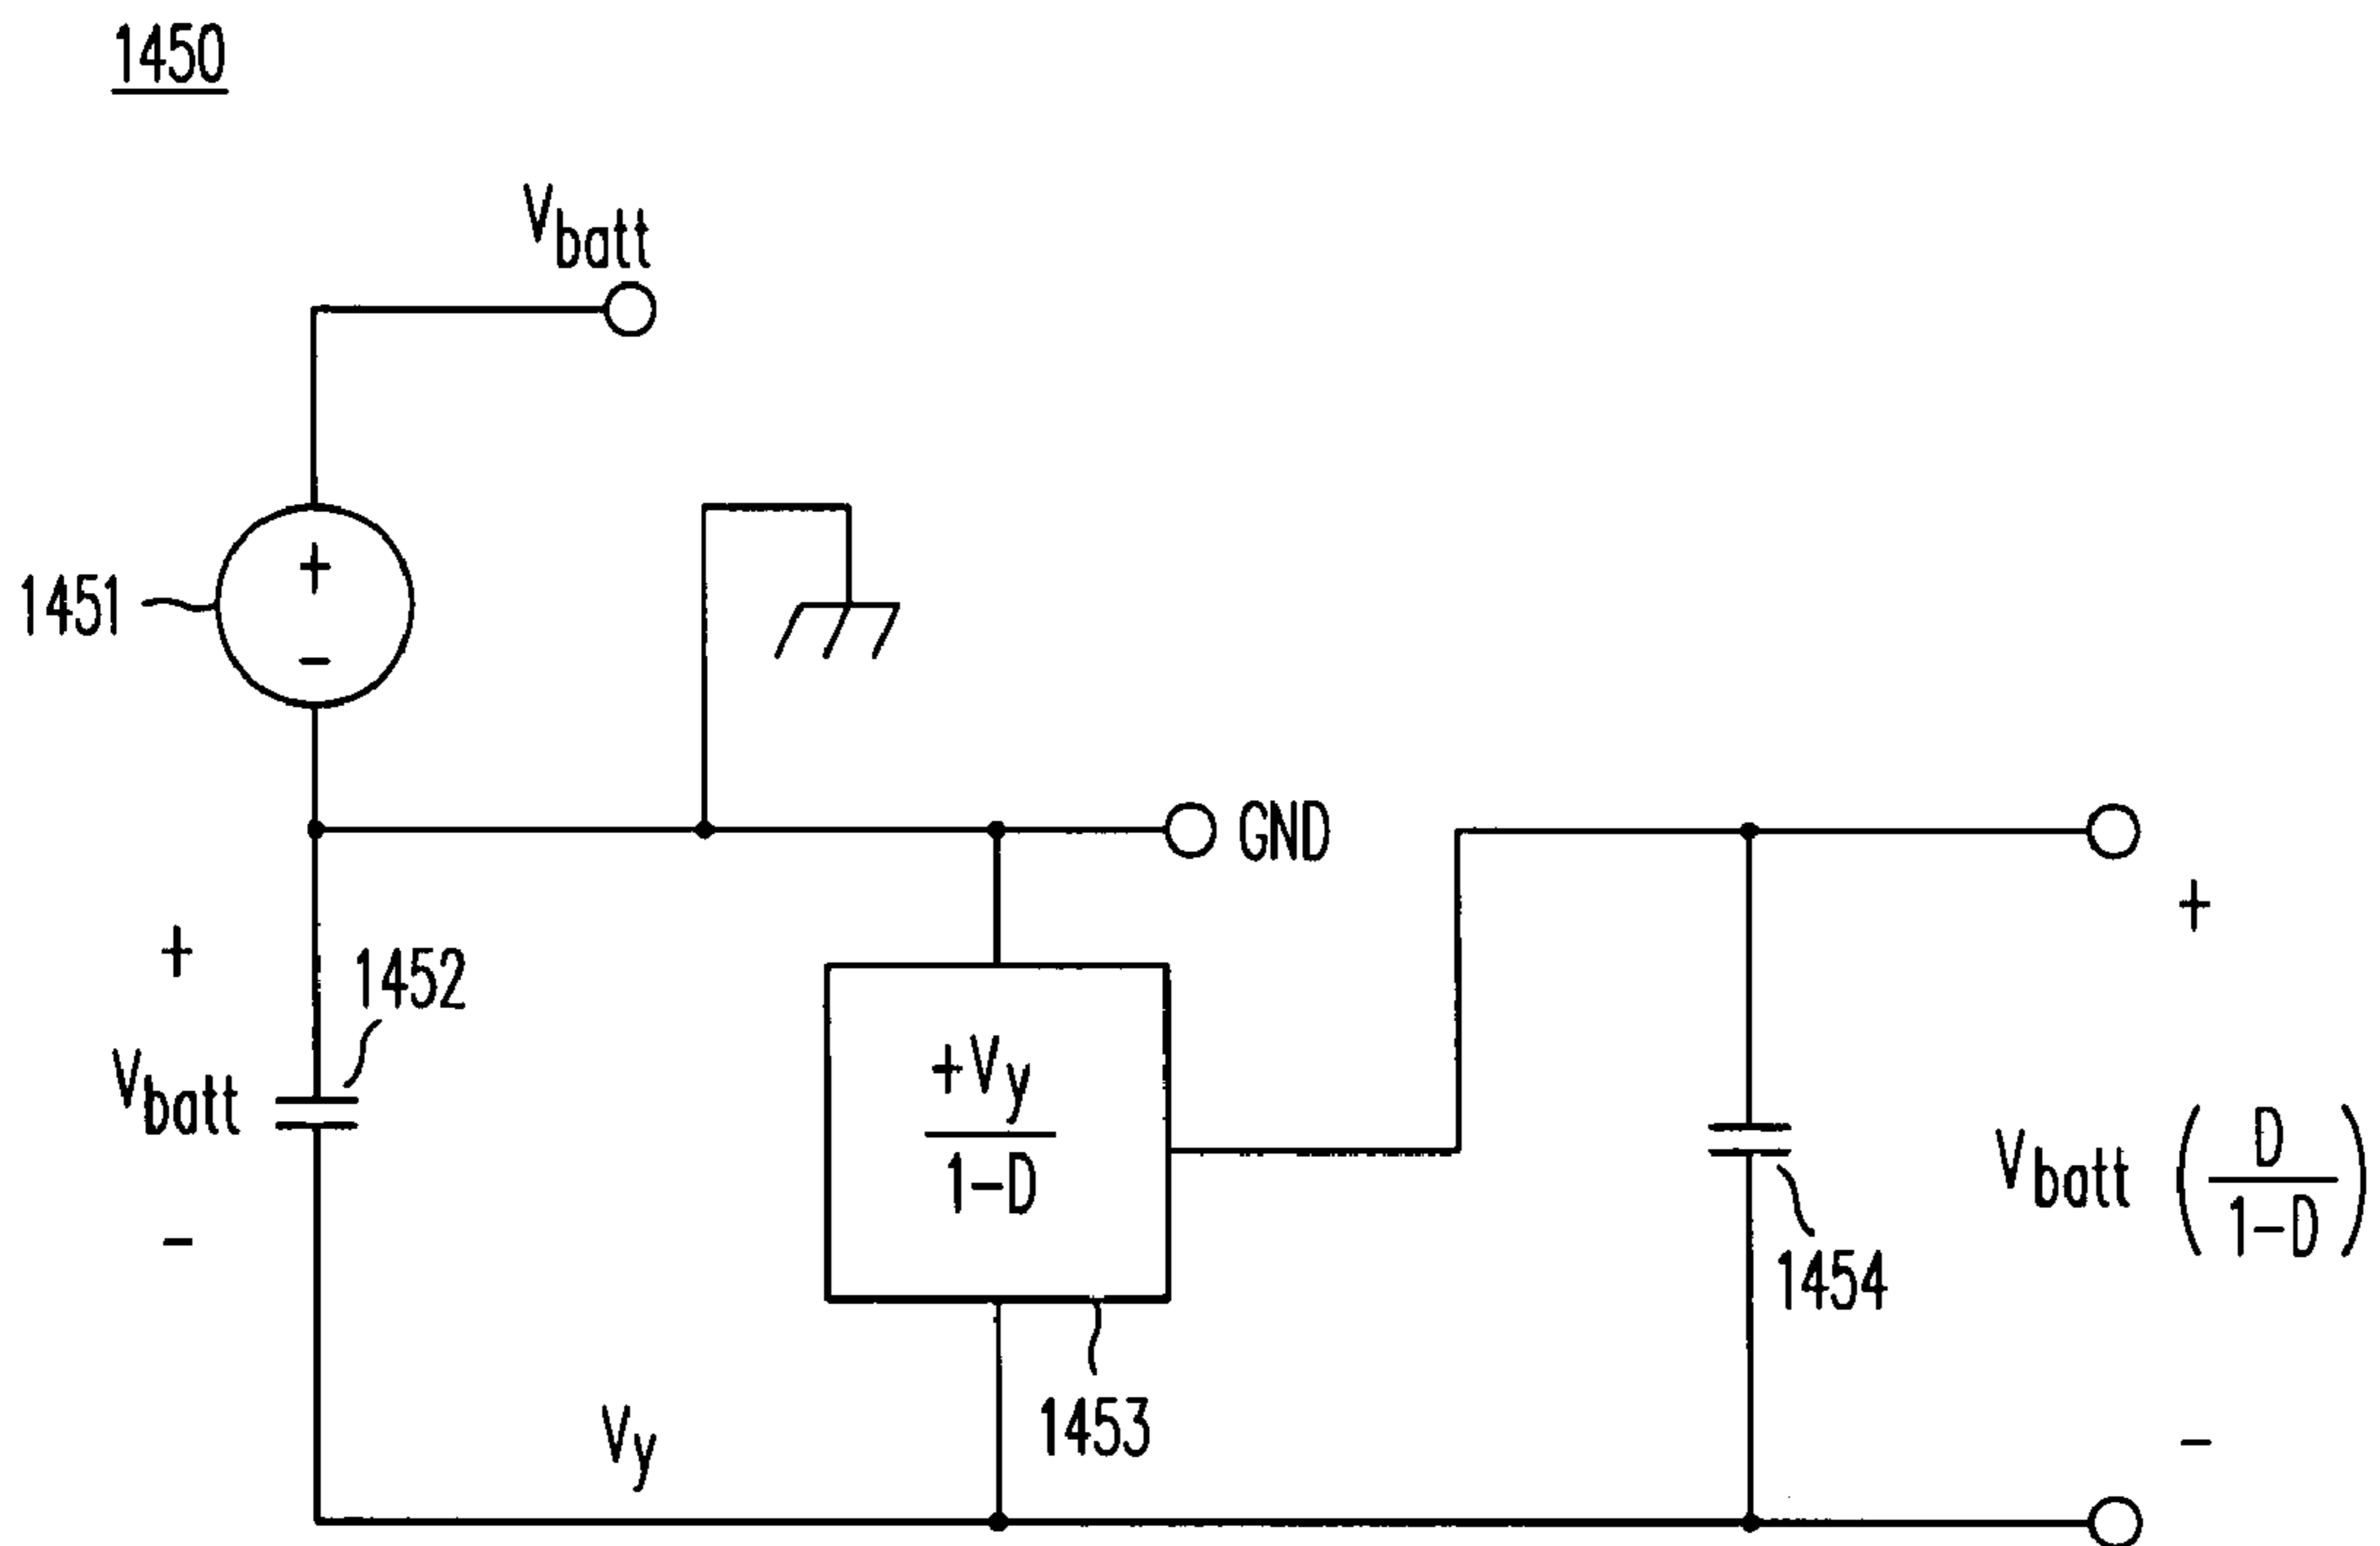 1450
Vbatt
+
1451
−
GND
+
+
1452
+Vy
Vbatt
D
1−D
Vbatt ( )
1−D
−
1454
1453
Vy
−